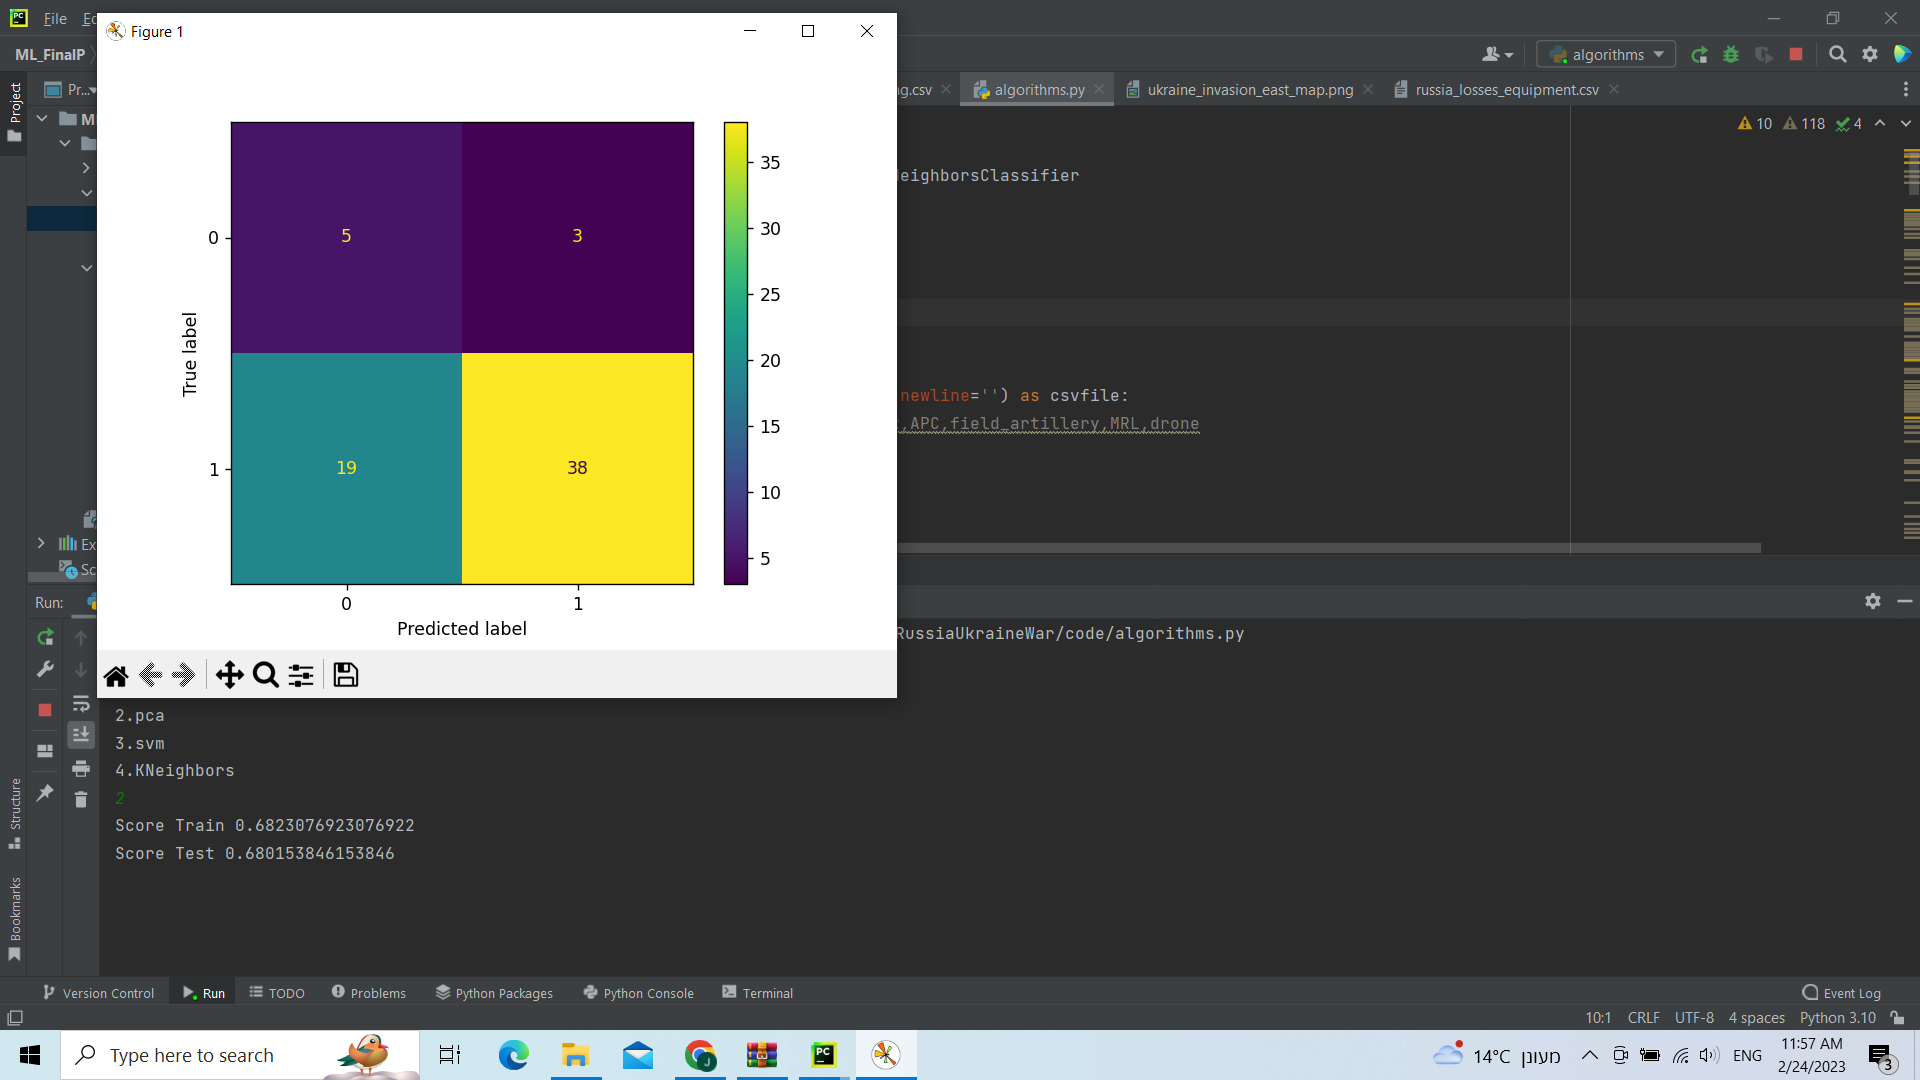 File
Figure 1
ML_FinalP
algorithms
Project
Pr...
ng.csv
algorithms.py
ukraine_invasion_east_map.png
russia_losses_equipment.csv
10
118
4
eighborsClassifier
newline='') as csvfile:
,APC,field_artillery,MRL,drone
True label
0
1
5
3
19
38
0
1
Predicted label
35
30
25
20
15
10
5
Run:
RussiaUkraineWar/code/algorithms.py
2.pca
3.svm
4.KNeighbors
2
Score Train 0.6823076923076922
Score Test 0.680153846153846
Structure
Bookmarks
Version Control
Run
TODO
Problems
Python Packages
Python Console
Terminal
Event Log
10:1
CRLF
UTF-8
4 spaces
Python 3.10
Type here to search
14°C
מעונן
ENG
11:57 AM
2/24/2023
3